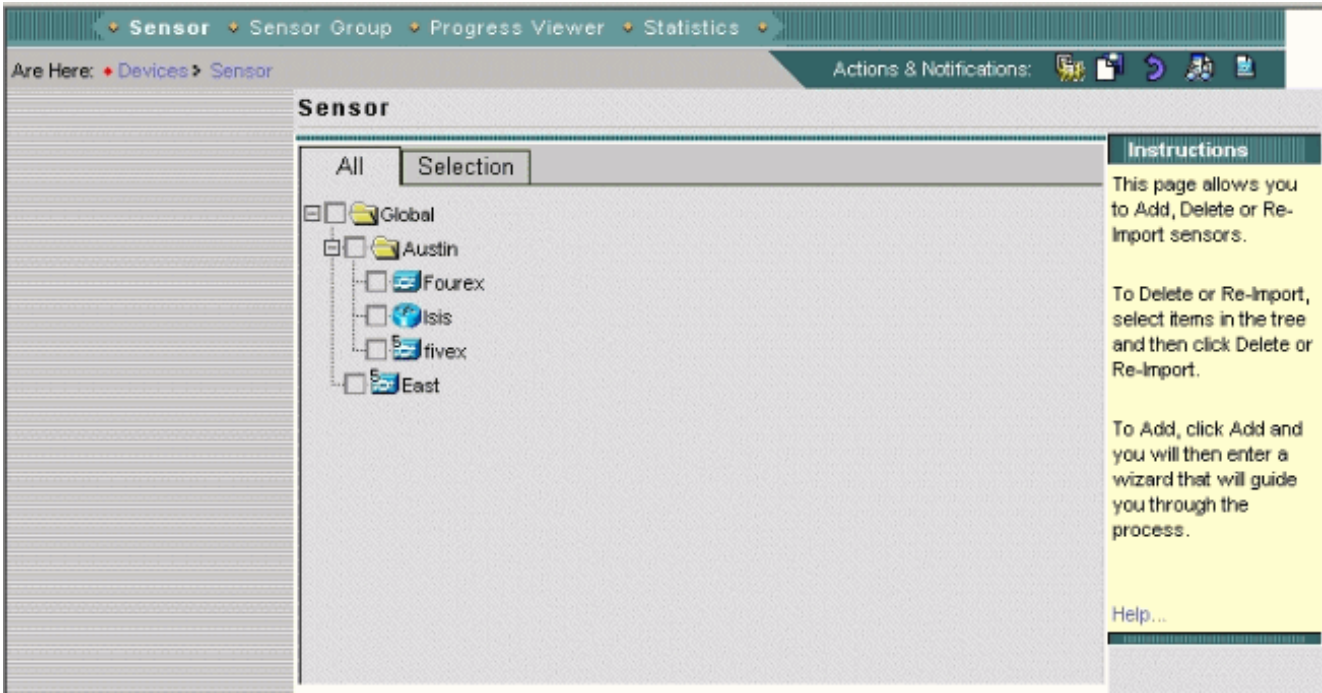 Sensor Sensor Group Progress Viewer Statistics
Are Here: Devices > Sensor
Actions & Notifications:
Sensor
All
Selection
Global
Austin
Fourex
Isis
5 fivex
5 East
Instructions
This page allows you
to Add, Delete or Re-
Import sensors.
To Delete or Re-Import,
select items in the tree
and then click Delete or
Re-Import.
To Add, click Add and
you will then enter a
wizard that will guide
you through the
process.
Help...